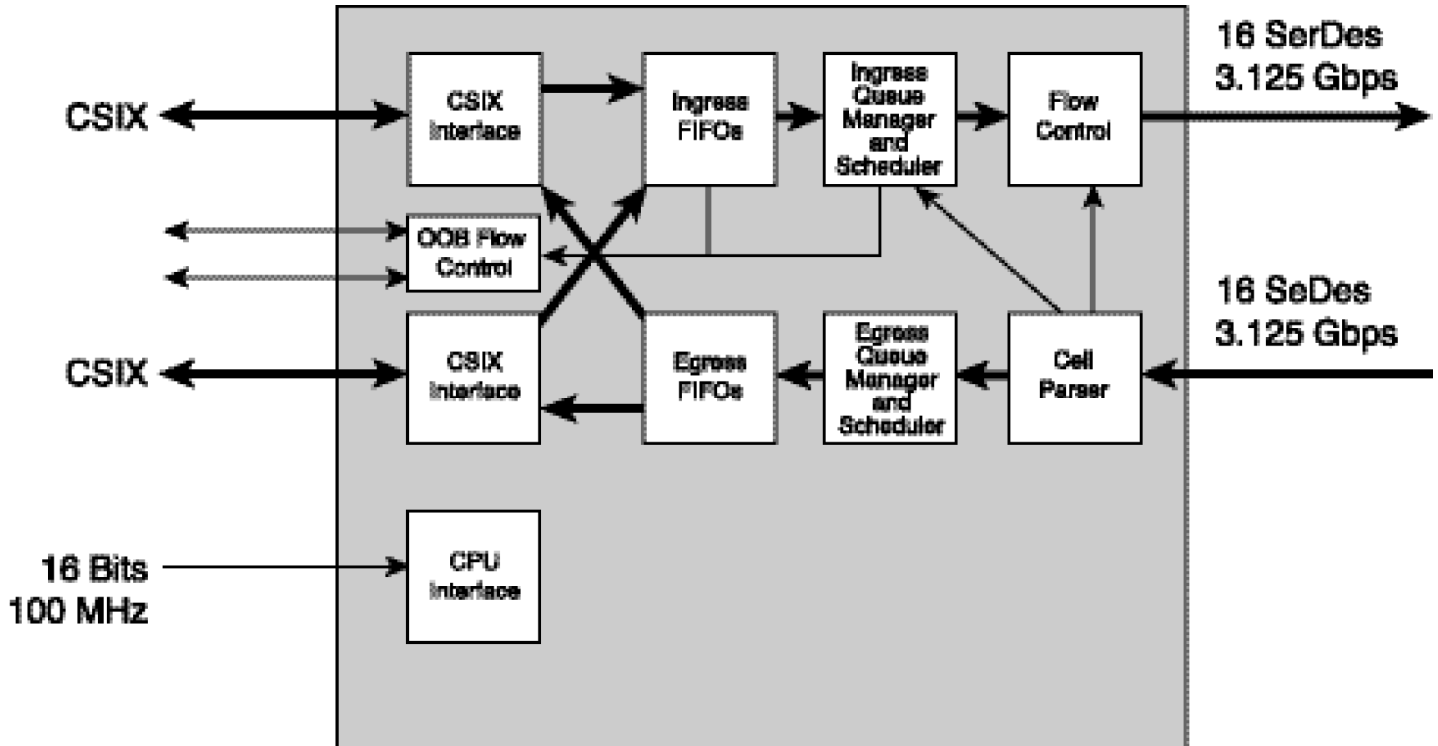 16 SerDes
3.125 Gbps
CSIX
CSIX
Interface
Ingress
FIFOs
Ingress
Queue
Manager
and
Scheduler
Flow
Control
OOB Flow
Control
16 SeDes
3.125 Gbps
CSIX
CSIX
Interface
Egress
FIFOs
Egress
Queue
Manager
and
Scheduler
Cell
Parser
16 Bits
100 MHz
CPU
Interface